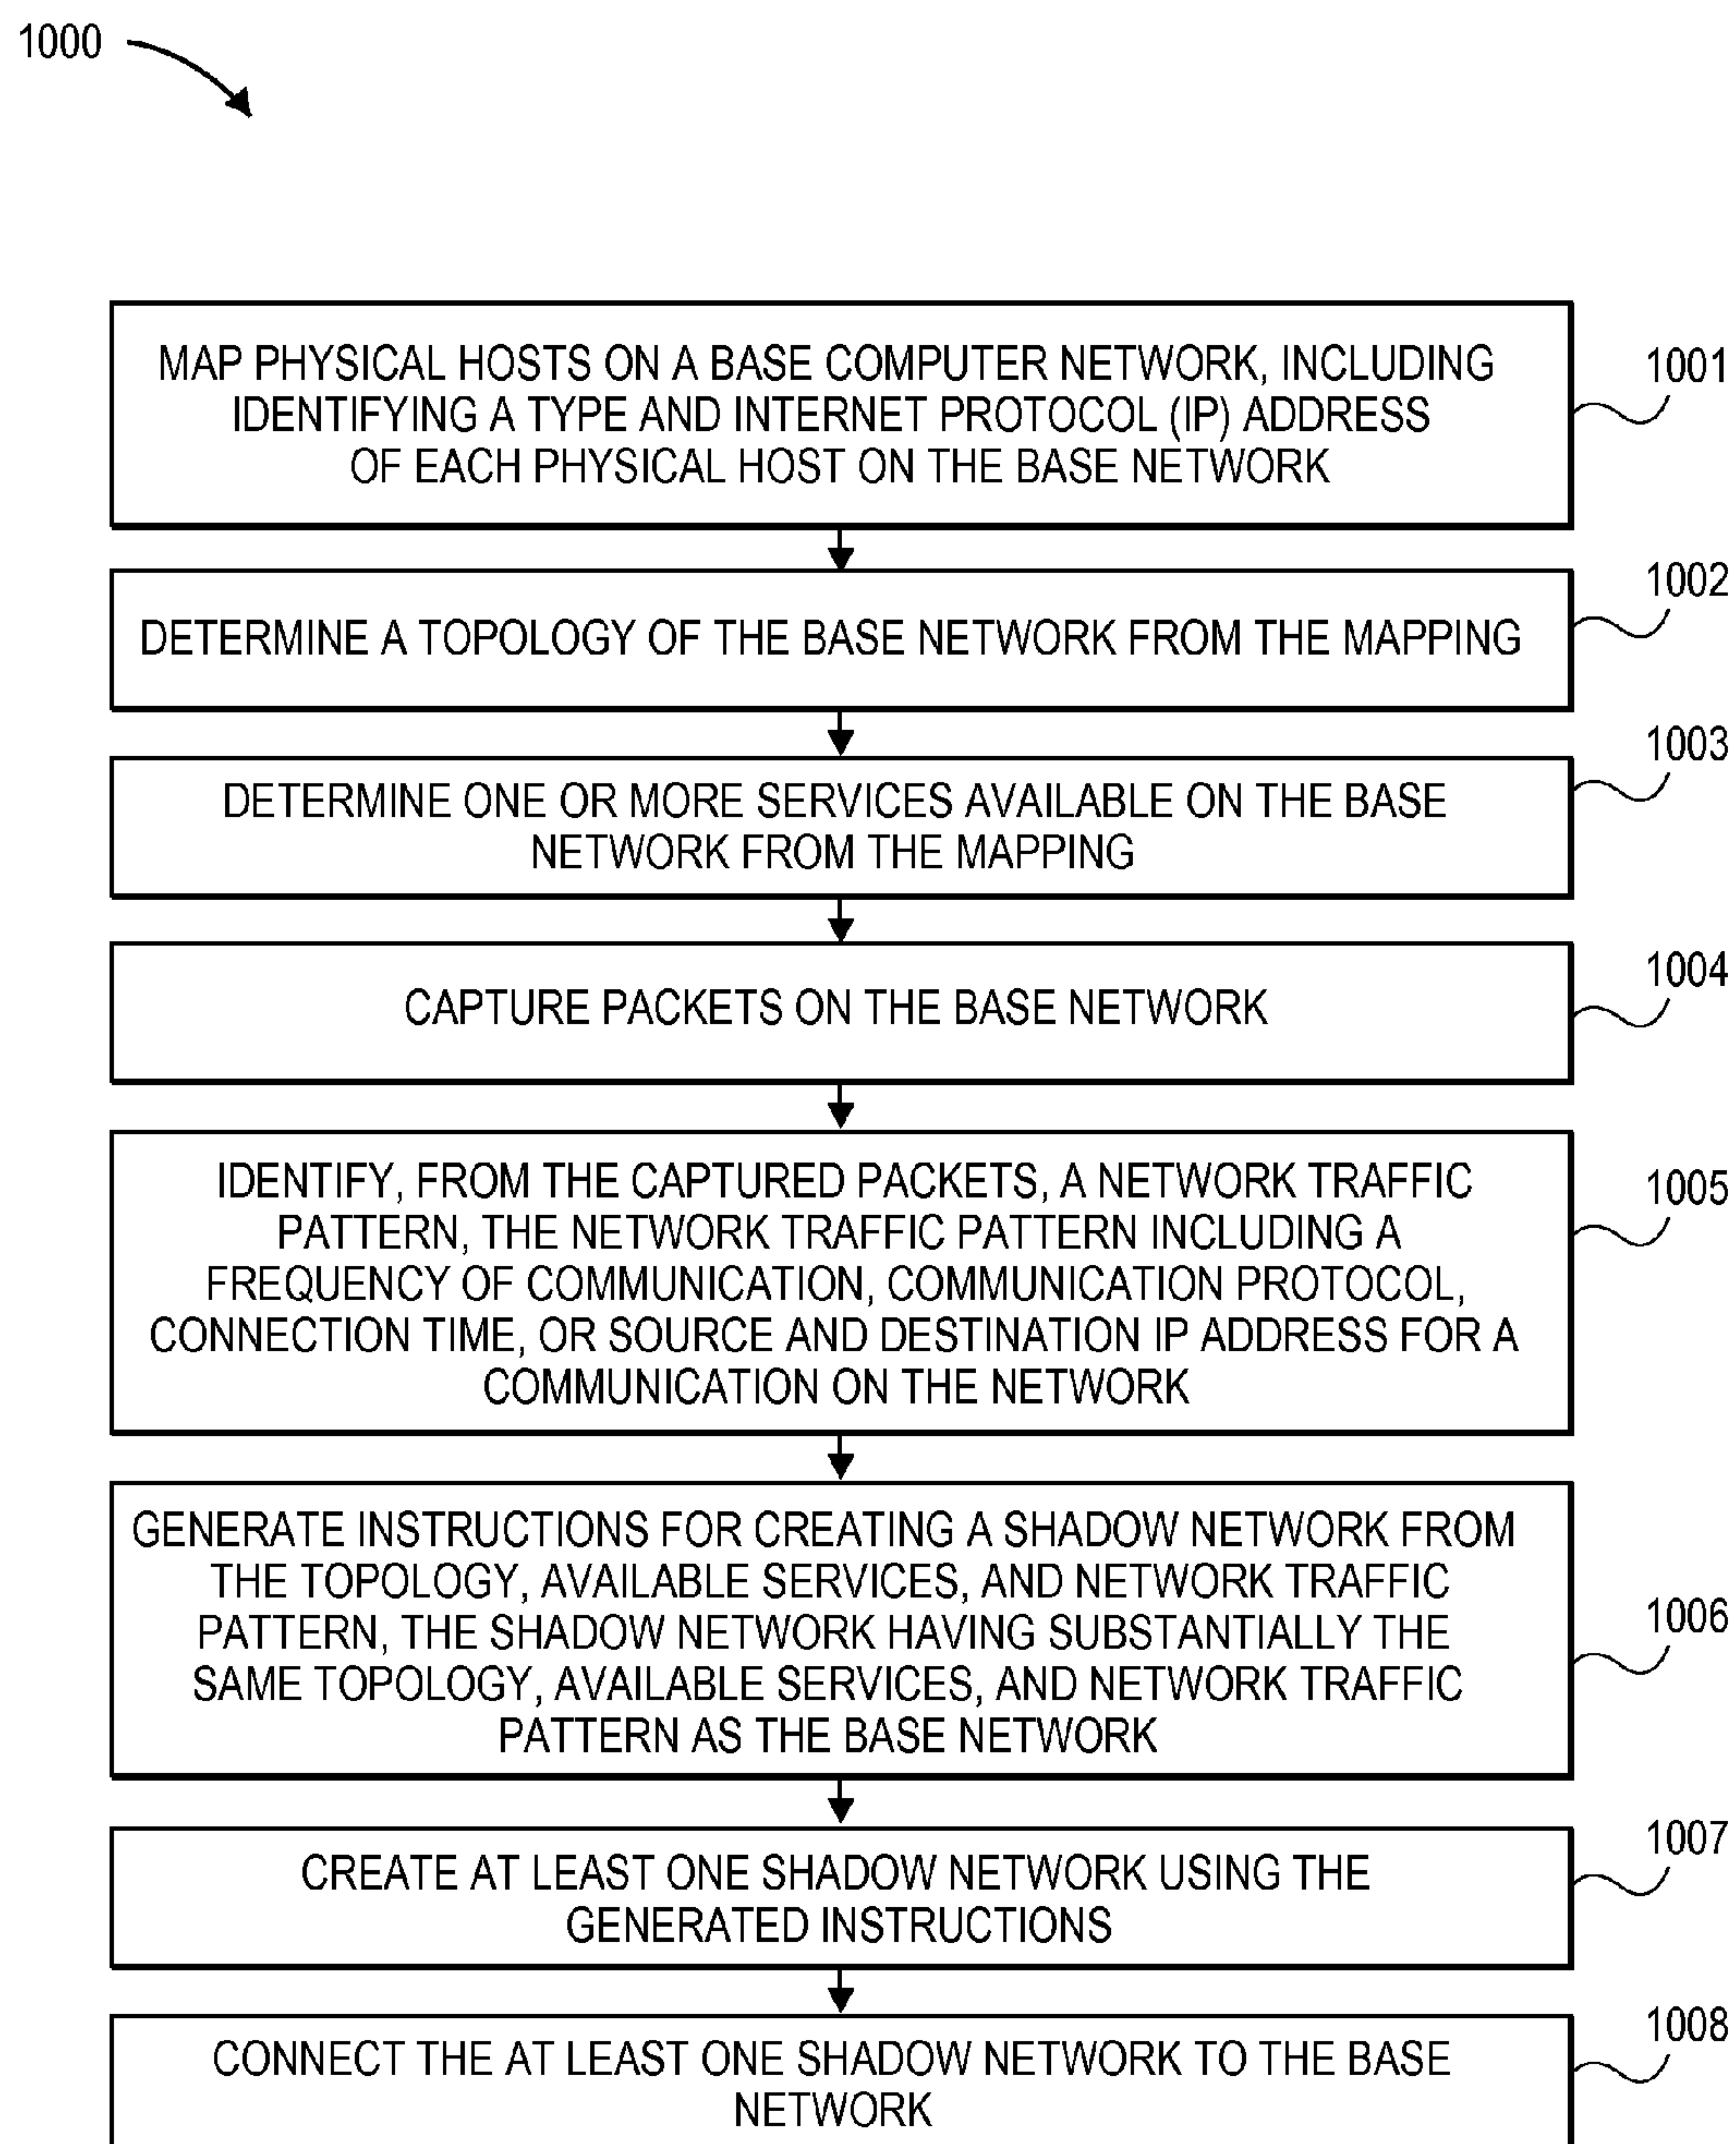 1000
MAP PHYSICAL HOSTS ON A BASE COMPUTER NETWORK, INCLUDING
IDENTIFYING A TYPE AND INTERNET PROTOCOL (IP) ADDRESS
OF EACH PHYSICAL HOST ON THE BASE NETWORK
1001
DETERMINE A TOPOLOGY OF THE BASE NETWORK FROM THE MAPPING
1002
DETERMINE ONE OR MORE SERVICES AVAILABLE ON THE BASE
NETWORK FROM THE MAPPING
1003
CAPTURE PACKETS ON THE BASE NETWORK
1004
IDENTIFY, FROM THE CAPTURED PACKETS, A NETWORK TRAFFIC
PATTERN, THE NETWORK TRAFFIC PATTERN INCLUDING A
FREQUENCY OF COMMUNICATION, COMMUNICATION PROTOCOL,
CONNECTION TIME, OR SOURCE AND DESTINATION IP ADDRESS FOR A
COMMUNICATION ON THE NETWORK
1005
GENERATE INSTRUCTIONS FOR CREATING A SHADOW NETWORK FROM
THE TOPOLOGY, AVAILABLE SERVICES, AND NETWORK TRAFFIC
PATTERN, THE SHADOW NETWORK HAVING SUBSTANTIALLY THE
SAME TOPOLOGY, AVAILABLE SERVICES, AND NETWORK TRAFFIC
PATTERN AS THE BASE NETWORK
1006
CREATE AT LEAST ONE SHADOW NETWORK USING THE
GENERATED INSTRUCTIONS
1007
CONNECT THE AT LEAST ONE SHADOW NETWORK TO THE BASE
NETWORK
1008